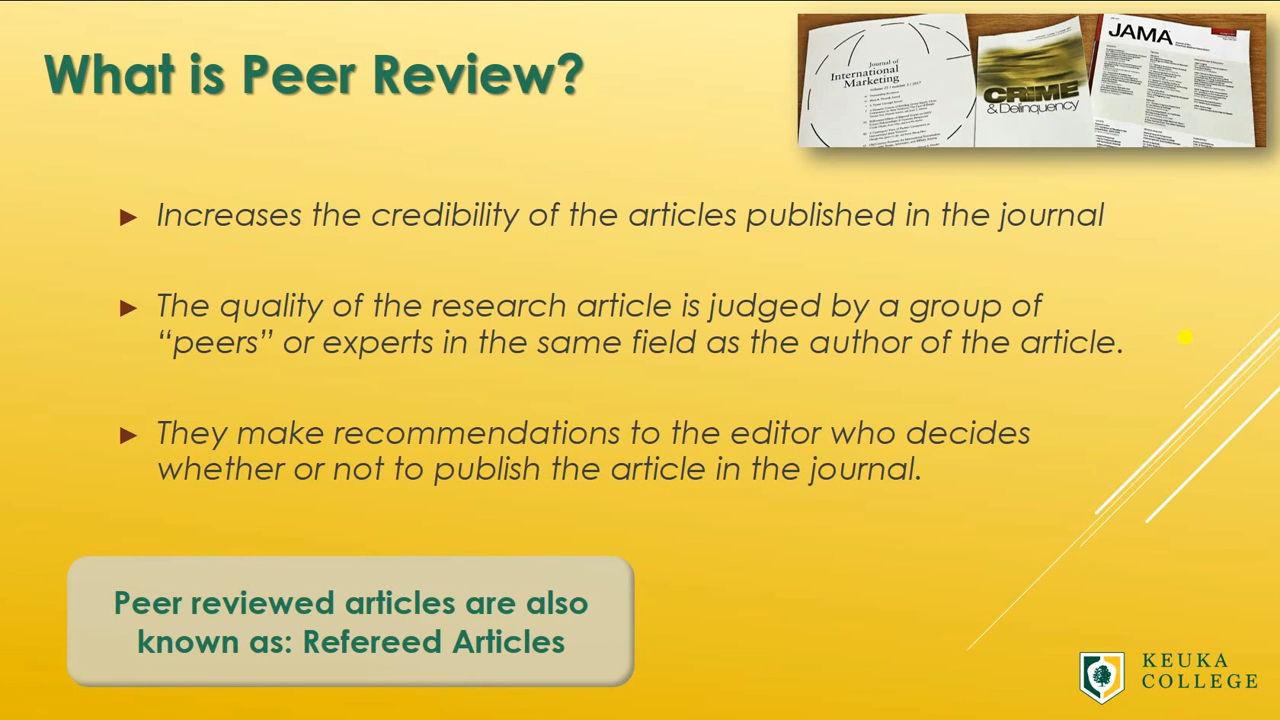 What is Peer Review?
Journal of
International
Marketing
CRIME
& Delinquency
JAMA
► Increases the credibility of the articles published in the journal
► The quality of the research article is judged by a group of
“peers” or experts in the same field as the author of the article.
► They make recommendations to the editor who decides
whether or not to publish the article in the journal.
Peer reviewed articles are also
known as: Refereed Articles
KEUKA
COLLEGE